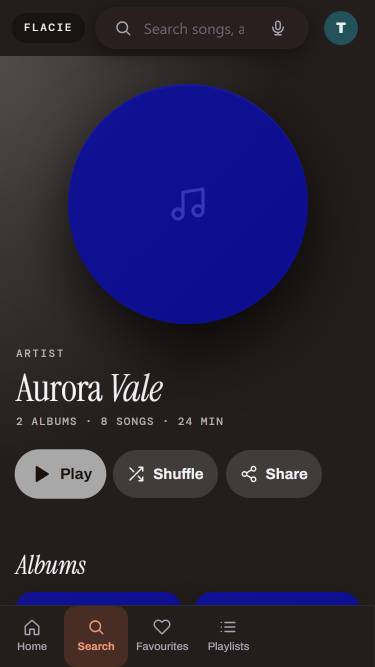 FLACIE
Search songs, a
T
ARTIST
Aurora Vale
2 ALBUMS · 8 SONGS · 24 MIN
Play
Shuffle
Share
Albums
Home
Search
Favourites
Playlists